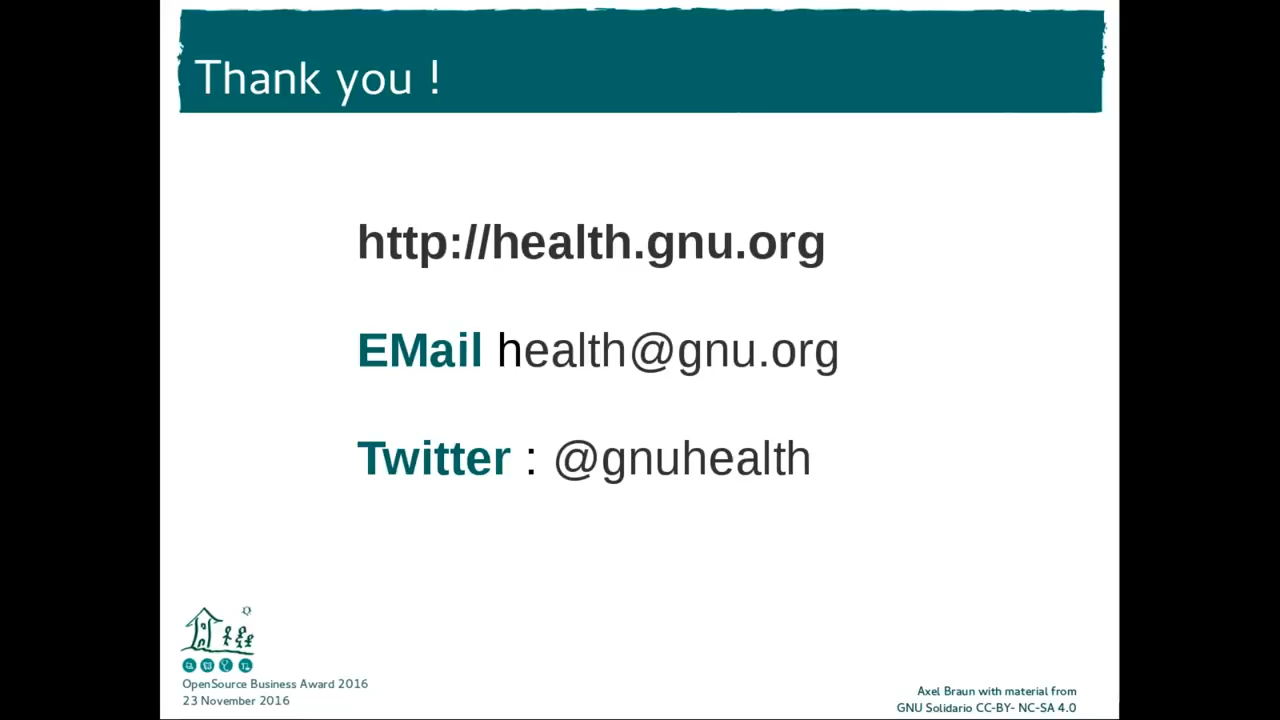 Thank you !
http://health.gnu.org
EMail health@gnu.org
Twitter : @gnuhealth
OpenSource Business Award 2016
23 November 2016
Axel Braun with material from
GNU Solidario CC-BY- NC-SA 4.0